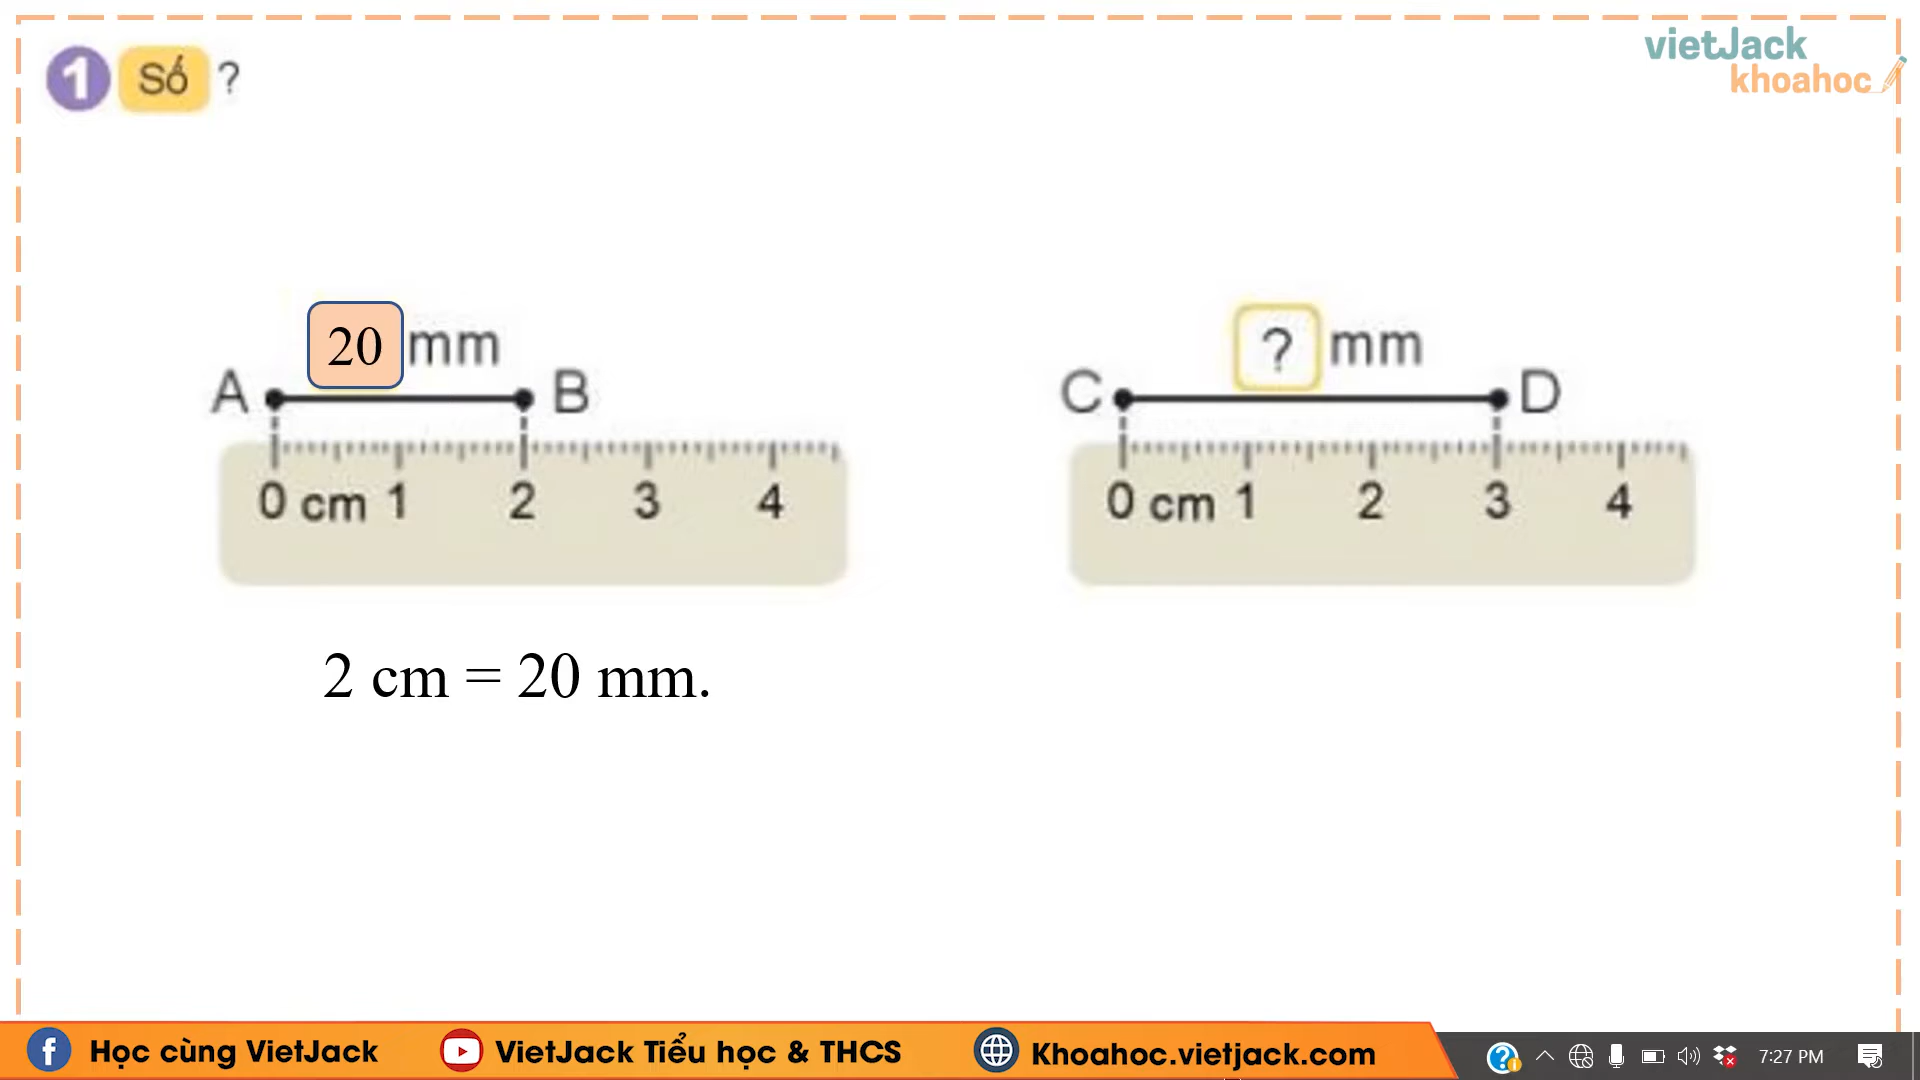 1 Số ?
vietJack
khoahoc
20 mm
A B
0 cm 1 2 3 4
2 cm = 20 mm.
? mm
C D
0 cm 1 2 3 4
Học cùng VietJack
VietJack Tiểu học & THCS
Khoahoc.vietjack.com
7:27 PM